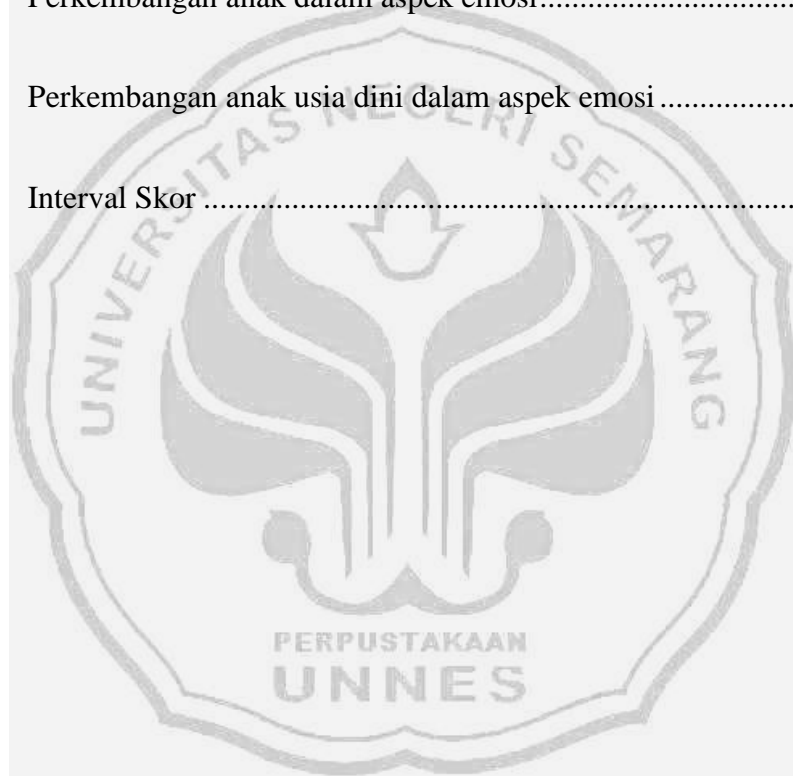 Perkembangan anak dalam aspek emosi................................
Perkembangan anak usia dini dalam aspek emosi .................
Interval Skor ..........................................................................
UNIVERSITAS NEGERI SEMARANG
PERPUSTAKAAN
UNNES